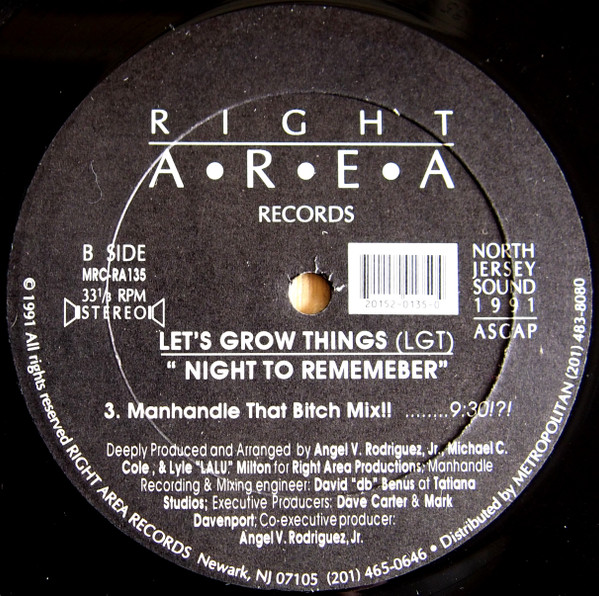 RIGHT
A•R•E•A
RECORDS
B SIDE
MRC-RA135
33⅓ RPM
STEREO
20152-0135-0
NORTH
JERSEY
SOUND
1991
ASCAP
LET'S GROW THINGS (LGT)
" NIGHT TO REMEMEBER"
3. Manhandle That Bitch Mix!! ........9:30!?!
Deeply Produced and Arranged by Angel V. Rodriguez, Jr., Michael C.
Cole , & Lyle "LALU" Milton for Right Area Productions; Manhandle
Recording & Mixing engineer: David "db" Benus at Tatiana
Studios; Executive Producers: Dave Carter & Mark
Davenport; Co-executive producer:
Angel V. Rodriguez, Jr.
© 1991 All rights reserved RIGHT AREA RECORDS Newark, NJ 07105 (201) 465-0646 • Distributed by METROPOLITAN (201) 483-8080